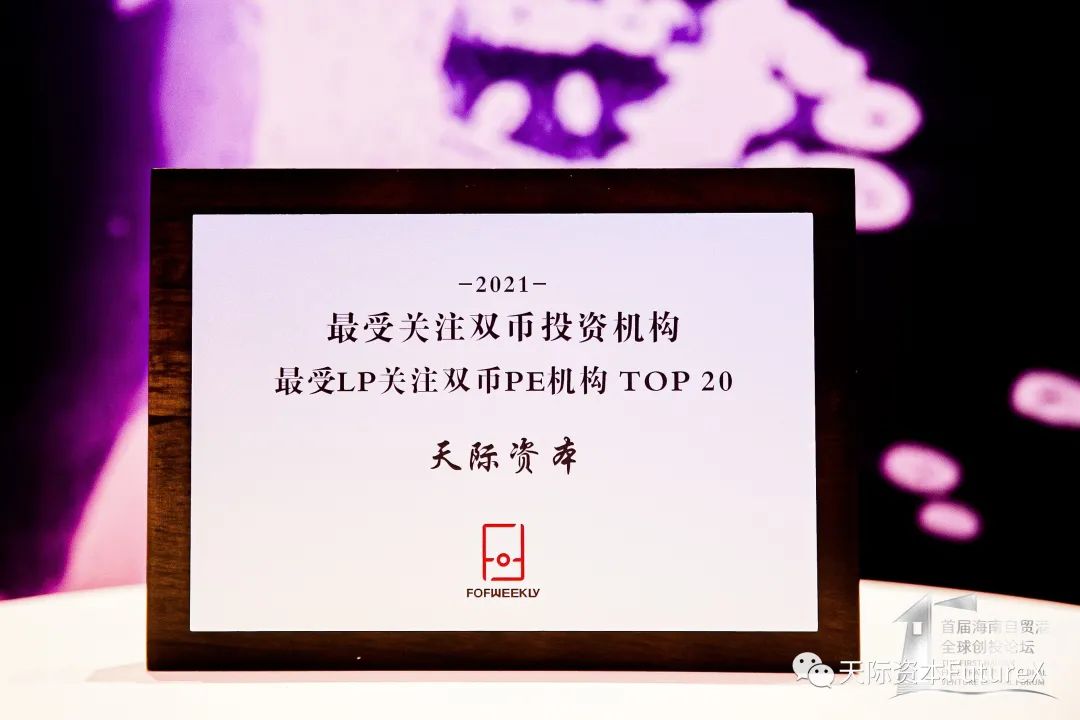 -2021-
最受关注双币投资机构
最受LP关注双币PE机构 TOP 20
天际资本
FOFWEEKLY
首届海南自贸港
全球创投论坛
天际资本FutureX